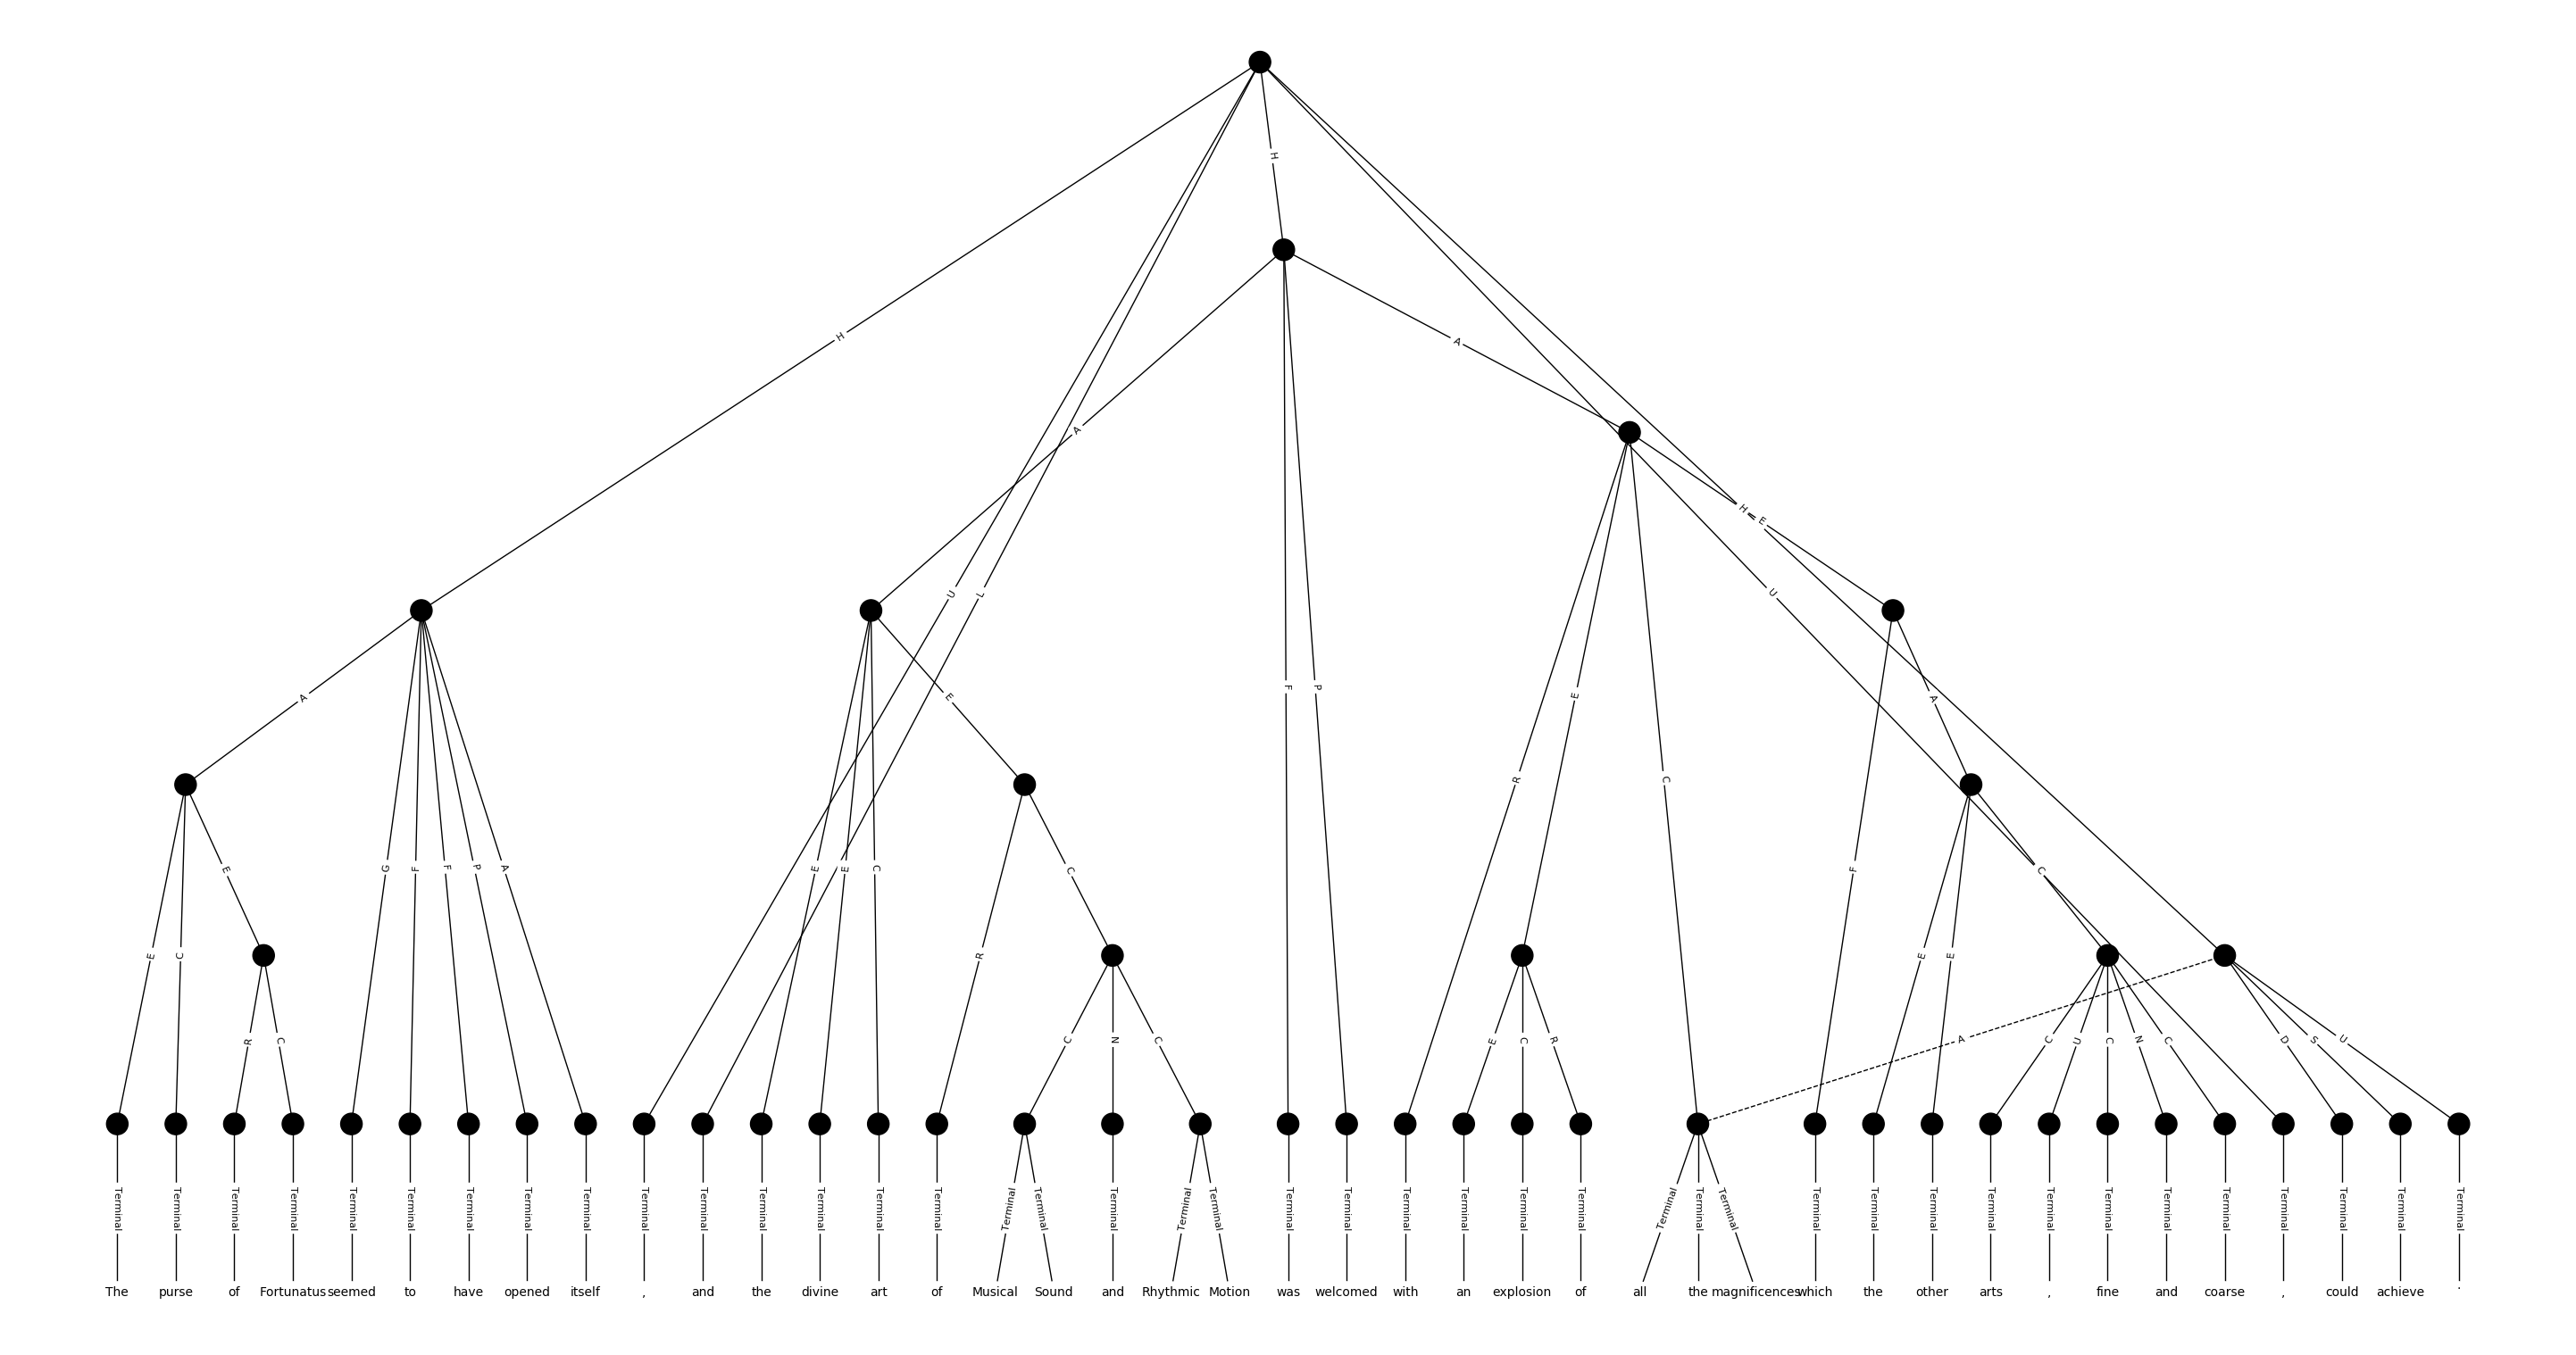 H
H
A
A
H E
U L U
A E F P R E C A
G F F P A E E C C F C
E C E R E E
R C C N C E C R A C U C N C D S U
Terminal Terminal Terminal Terminal Terminal Terminal Terminal Terminal Terminal Terminal Terminal Terminal Terminal Terminal Terminal Terminal Terminal Terminal Terminal Terminal Terminal Terminal Terminal Terminal Terminal Terminal Terminal Terminal Terminal Terminal Terminal Terminal Terminal Terminal Terminal Terminal Terminal Terminal Terminal Terminal Terminal
The purse of Fortunatus seemed to have opened itself , and the divine art of Musical Sound and Rhythmic Motion was welcomed with an explosion of all the magnificences which the other arts , fine and coarse , could achieve .